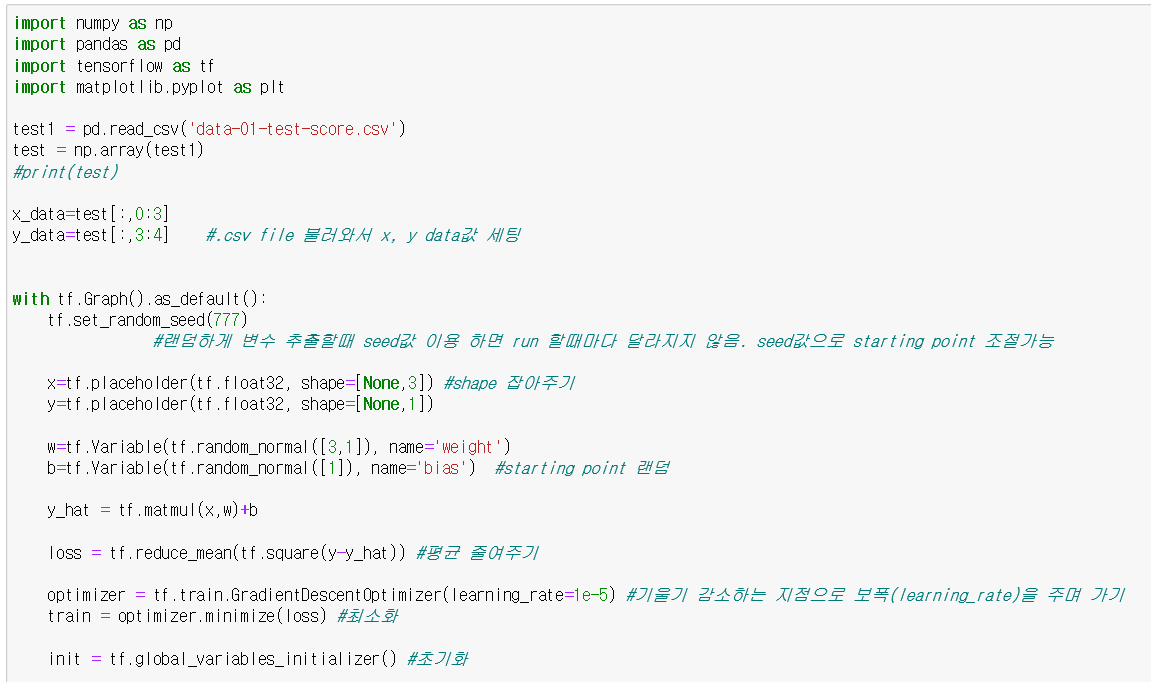 import numpy as np
import pandas as pd
import tensorflow as tf
import matplotlib.pyplot as plt

test1 = pd.read_csv('data-01-test-score.csv')
test = np.array(test1)
#print(test)

x_data=test[:,0:3]
y_data=test[:,3:4]    #.csv file 불러와서 x, y data값 세팅

with tf.Graph().as_default():
    tf.set_random_seed(777)
                #랜덤하게 변수 추출할때 seed값 이용 하면 run 할때마다 달라지지 않음. seed값으로 starting point 조절가능

    x=tf.placeholder(tf.float32, shape=[None,3]) #shape 잡아주기
    y=tf.placeholder(tf.float32, shape=[None,1])

    w=tf.Variable(tf.random_normal([3,1]), name='weight')
    b=tf.Variable(tf.random_normal([1]), name='bias')  #starting point 랜덤

    y_hat = tf.matmul(x,w)+b

    loss = tf.reduce_mean(tf.square(y-y_hat)) #평균 줄여주기

    optimizer = tf.train.GradientDescentOptimizer(learning_rate=1e-5) #기울기 감소하는 지점으로 보폭(learning_rate)을 주며 가기
    train = optimizer.minimize(loss) #최소화

    init = tf.global_variables_initializer() #초기화